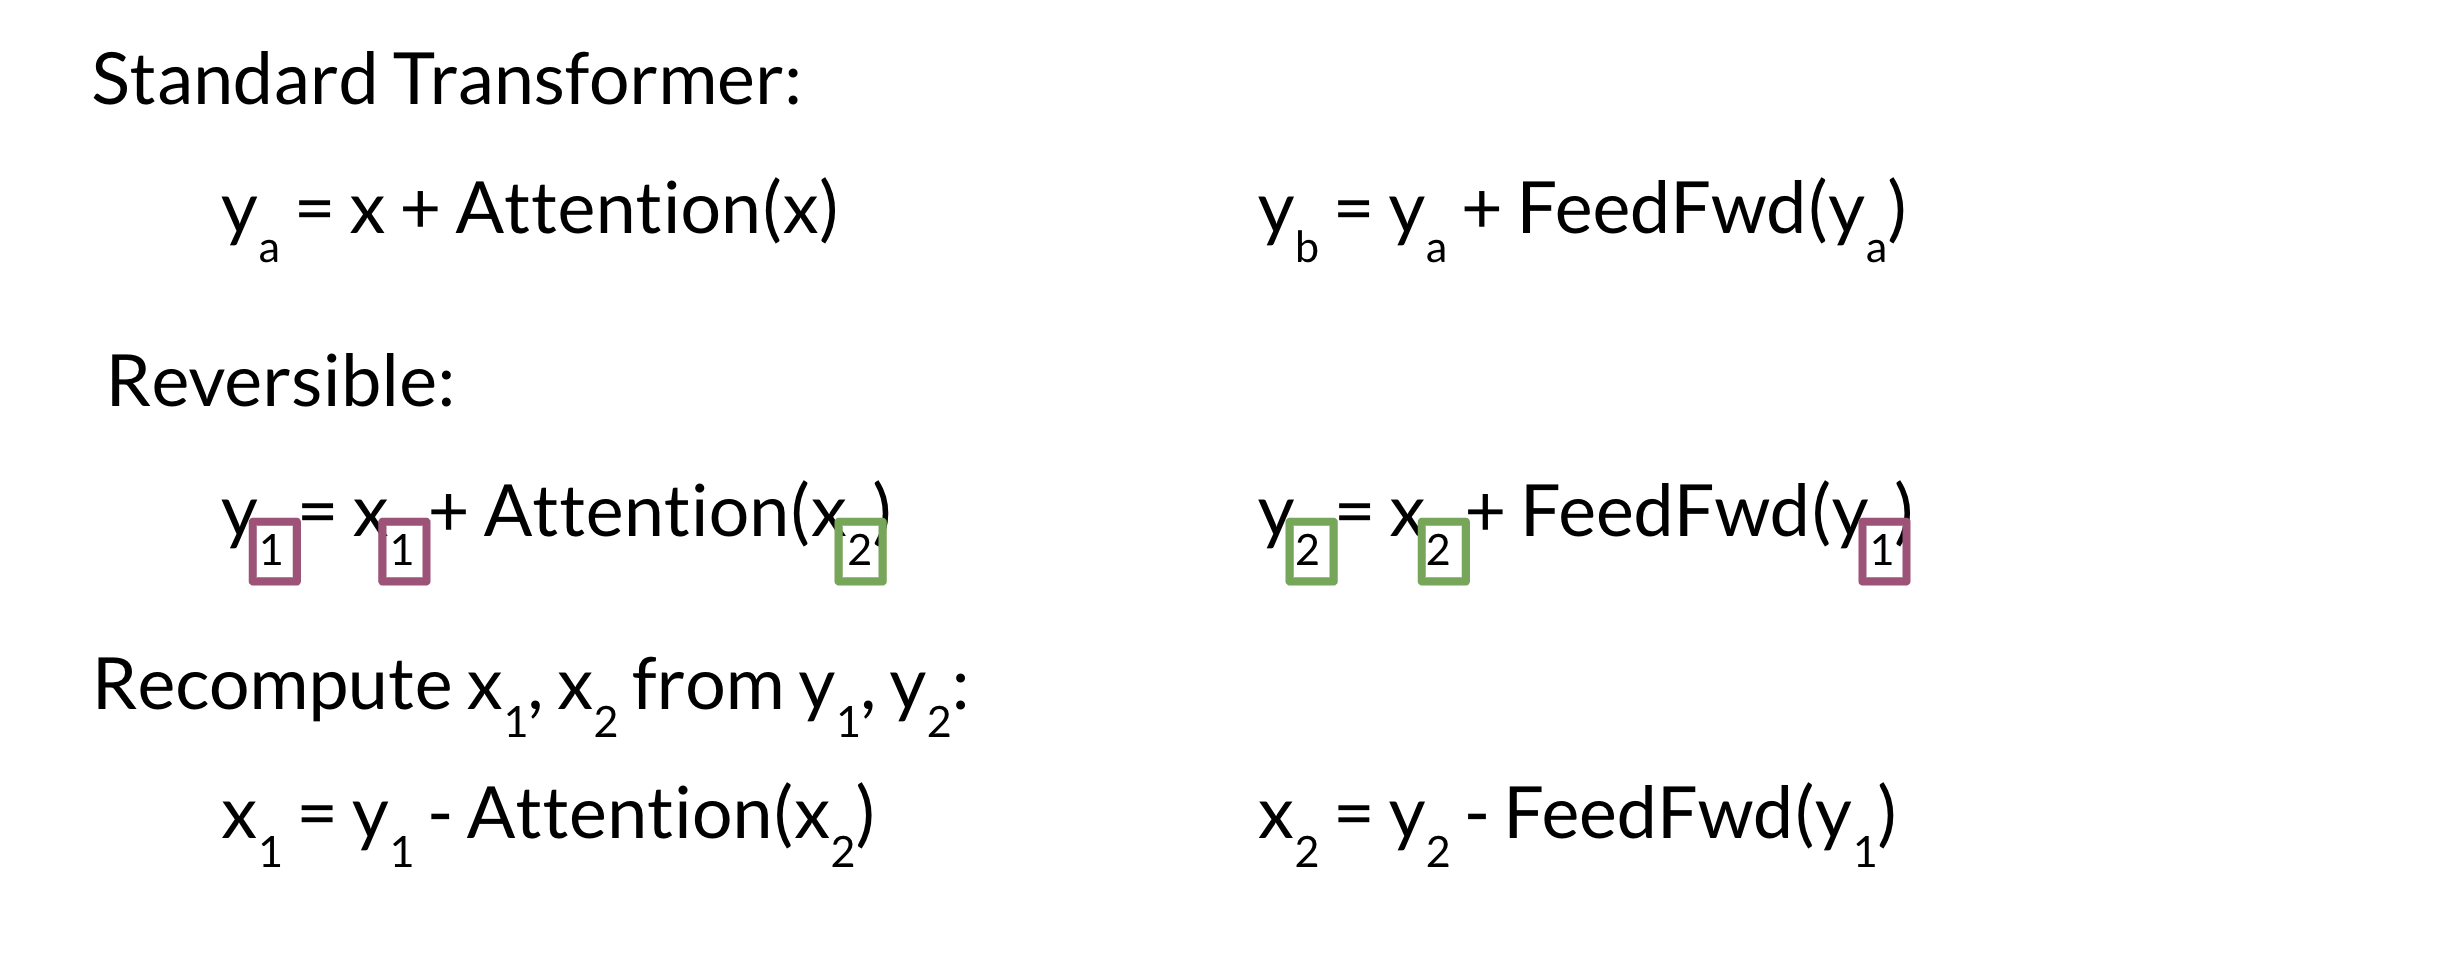 Standard Transformer:
yₐ = x + Attention(x)
y_b = yₐ + FeedFwd(yₐ)
Reversible:
y₁ = x₁ + Attention(x₂)
y₂ = x₂ + FeedFwd(y₁)
Recompute x₁, x₂ from y₁, y₂:
x₁ = y₁ - Attention(x₂)
x₂ = y₂ - FeedFwd(y₁)